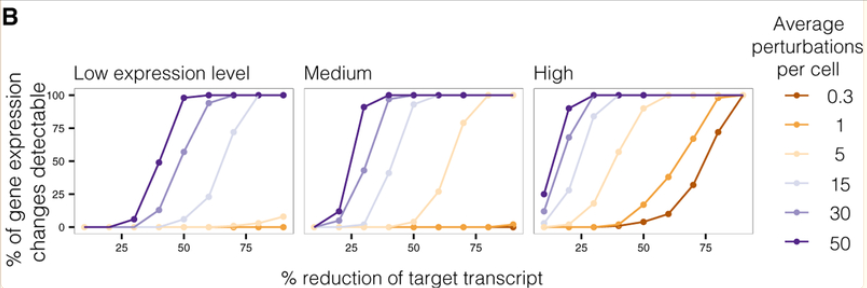 B
Average
perturbations
per cell
Low expression level
Medium
High
% of gene expression
changes detectable
100
75
50
25
0
25 50 75
25 50 75
25 50 75
% reduction of target transcript
0.3
1
5
15
30
50